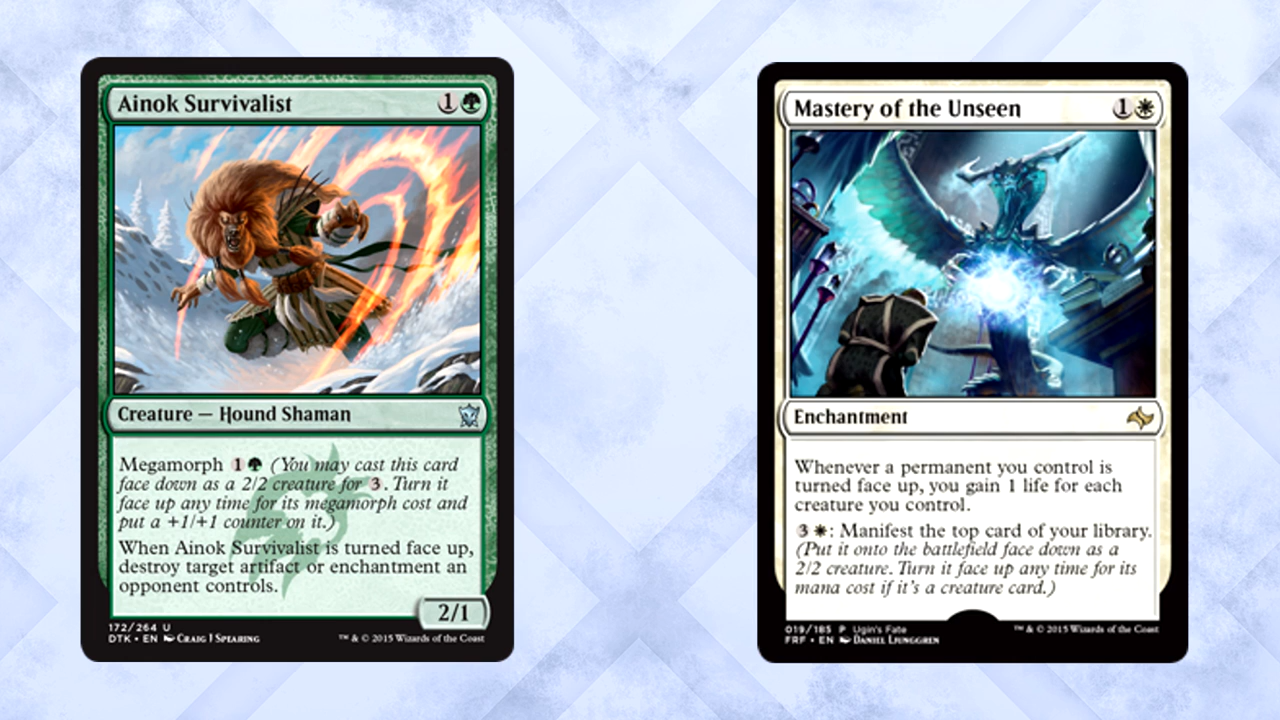 Ainok Survivalist 1
Creature — Hound Shaman
Megamorph 1 (You may cast this card
face down as a 2/2 creature for 3. Turn it
face up any time for its megamorph cost and
put a +1/+1 counter on it.)
When Ainok Survivalist is turned face up,
destroy target artifact or enchantment an
opponent controls.
2/1
172/264 U
DTK • EN CRAIG J SPEARING
™ & © 2015 Wizards of the Coast
Mastery of the Unseen 1
Enchantment
Whenever a permanent you control is
turned face up, you gain 1 life for each
creature you control.
3 : Manifest the top card of your library.
(Put it onto the battlefield face down as a
2/2 creature. Turn it face up any time for its
mana cost if it's a creature card.)
019/185 P Ugin's Fate
FRF • EN DANIEL LJUNGGREN
™ & © 2015 Wizards of the Coast